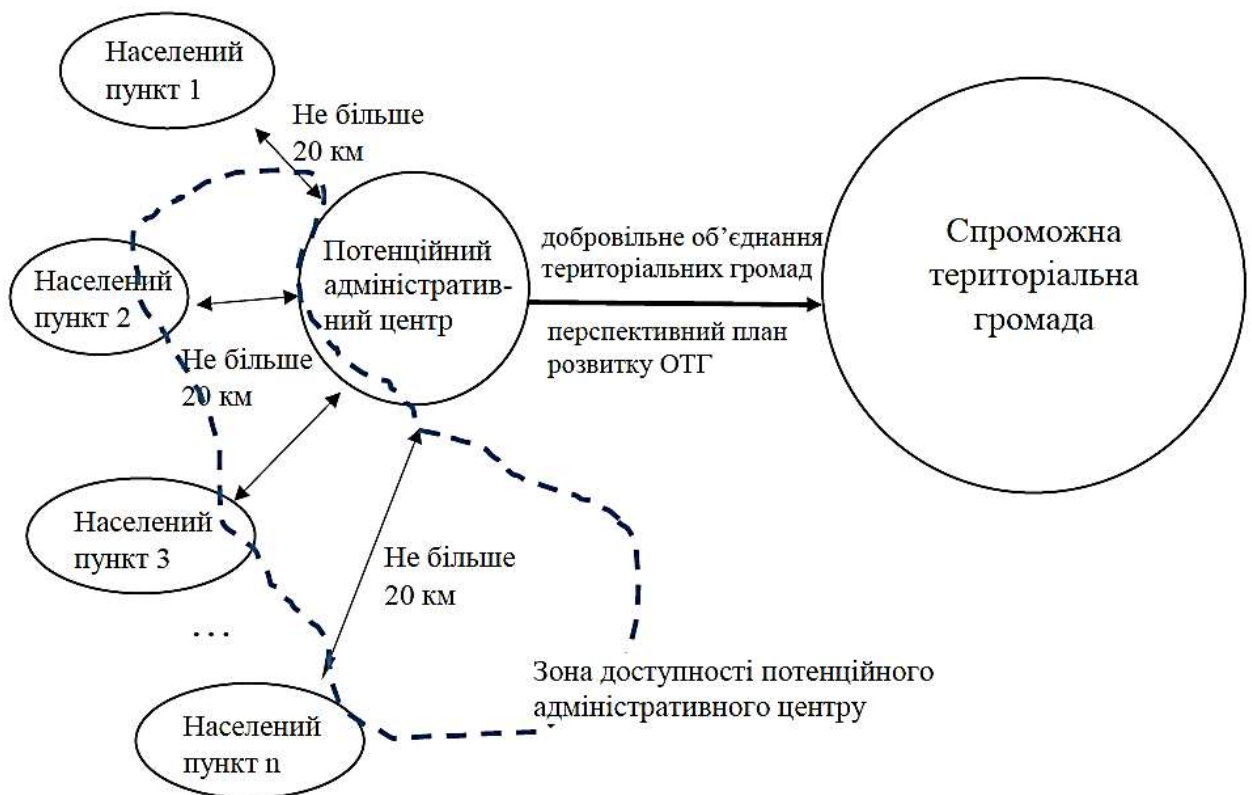 Населений
пункт 1
Не більше
20 км
Населений
пункт 2
Потенційний
адміністратив-
ний центр
добровільне об’єднання
територіальних громад
перспективний план
розвитку ОТГ
Спроможна
територіальна
громада
Не більше
20 км
Населений
пункт 3
Не більше
20 км
...
Населений
пункт n
Зона доступності потенційного
адміністративного центру